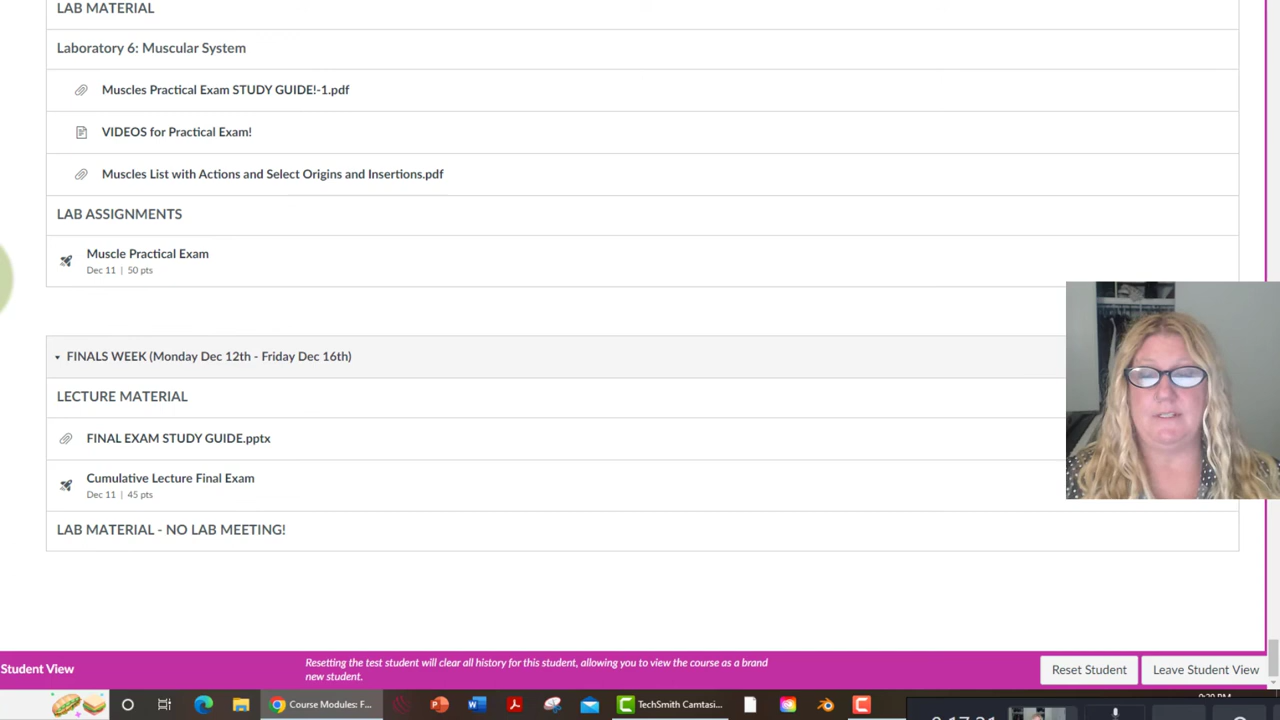 LAB MATERIAL
Laboratory 6: Muscular System
Muscles Practical Exam STUDY GUIDE!-1.pdf
VIDEOS for Practical Exam!
Muscles List with Actions and Select Origins and Insertions.pdf
LAB ASSIGNMENTS
Muscle Practical Exam
Dec 11 | 50 pts
FINALS WEEK (Monday Dec 12th - Friday Dec 16th)
LECTURE MATERIAL
FINAL EXAM STUDY GUIDE.pptx
Cumulative Lecture Final Exam
Dec 11 | 45 pts
LAB MATERIAL - NO LAB MEETING!
Student View
Resetting the test student will clear all history for this student, allowing you to view the course as a brand
new student.
Reset Student
Leave Student View
Course Modules: F...
TechSmith Camtasi...